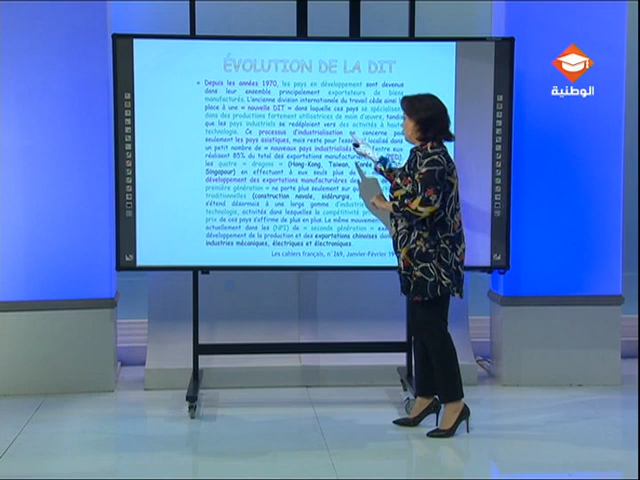 ÉVOLUTION DE LA DIT
الوطنية
Depuis les années 1970, les pays en développement sont devenus
dans leur ensemble principalement exportateurs de biens
manufacturés. L'ancienne division internationale du travail cède ainsi
place à une « nouvelle DIT » dans laquelle ces pays se spécialisent
dans des productions fortement utilisatrices de main d'œuvre, tandis
que les pays industriels se redéploient vers des activités à haute
technologie. Ce processus d'industrialisation concerne pas
seulement les pays asiatiques, mais reste pour localisé dans
un petit nombre de « nouveaux pays industrialisés entre eux
réalisent 85% du total des exportations manufacturières
les quatre « dragons » (Hong-Kong, Taiwan,
Singapour) en effectuant à eux seuls plus de
développement des exportations manufacturières des
première génération » ne porte plus seulement sur
traditionnelles (construction navale, sidérurgie,
s'étend désormais à une large gamme d'industrie
technologie, activités dans lesquelles la compétitivité
prix de ces pays s'affirme de plus en plus. Le même mouvement
actuellement dans les (NPI) de « seconde génération »
développement de la production et des exportations chinoises dans
industries mécaniques, électriques et électroniques.
Les cahiers français, n°269, Janvier-Février